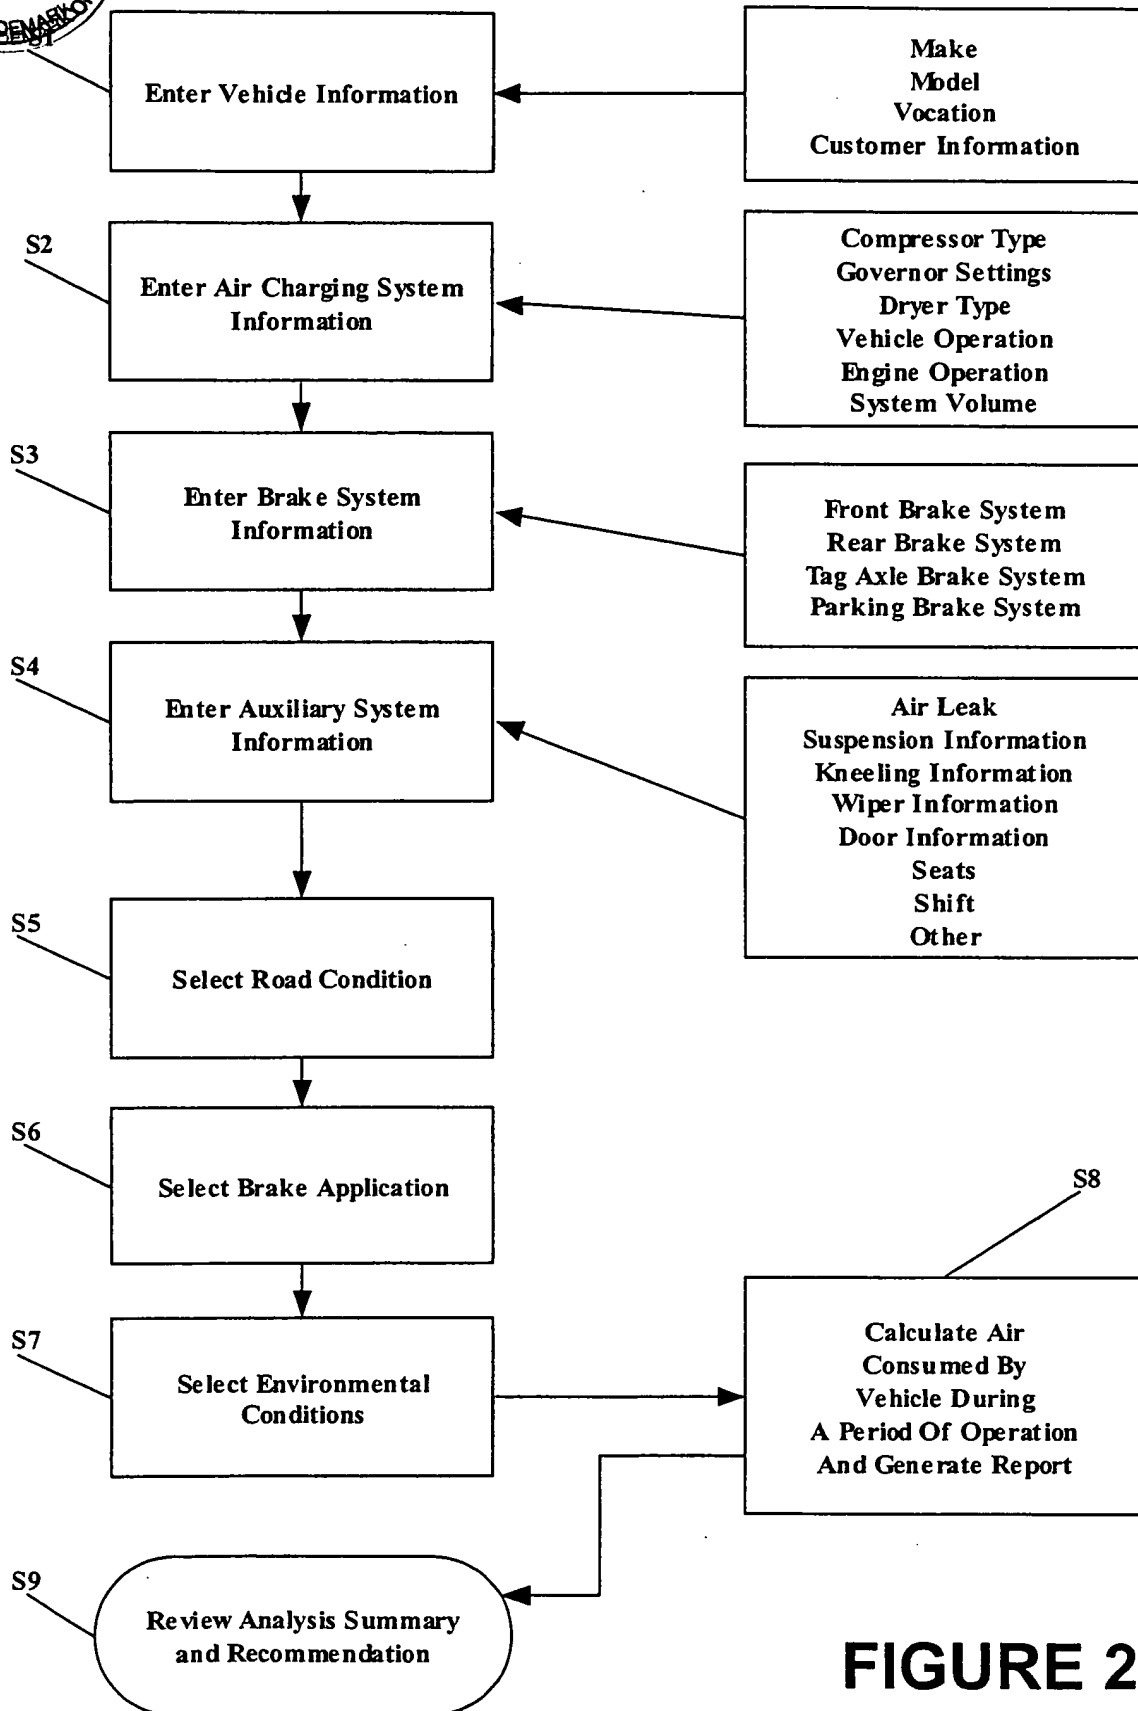 S1
Enter Vehicle Information
Make
Model
Vocation
Customer Information
S2
Enter Air Charging System
Information
Compressor Type
Governor Settings
Dryer Type
Vehicle Operation
Engine Operation
System Volume
S3
Enter Brake System
Information
Front Brake System
Rear Brake System
Tag Axle Brake System
Parking Brake System
S4
Enter Auxiliary System
Information
Air Leak
Suspension Information
Kneeling Information
Wiper Information
Door Information
Seats
Shift
Other
S5
Select Road Condition
S6
Select Brake Application
S7
Select Environmental
Conditions
S8
Calculate Air
Consumed By
Vehicle During
A Period Of Operation
And Generate Report
S9
Review Analysis Summary
and Recommendation
FIGURE 2